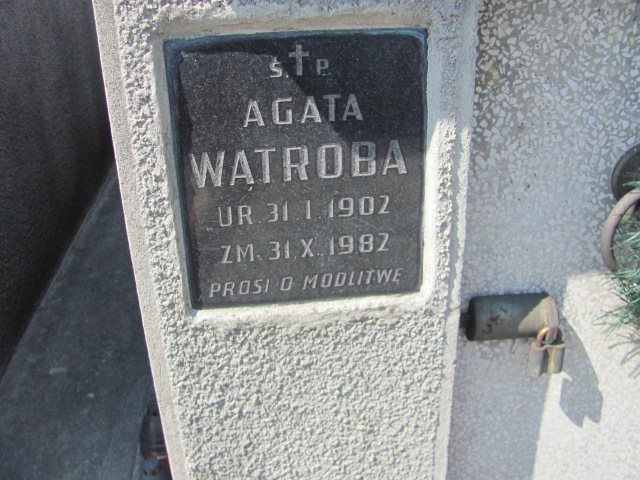 Ś.†P.
AGATA
WĄTROBA
UR. 31. I. 1902
ZM. 31. X. 1982
PROSI O MODLITWĘ